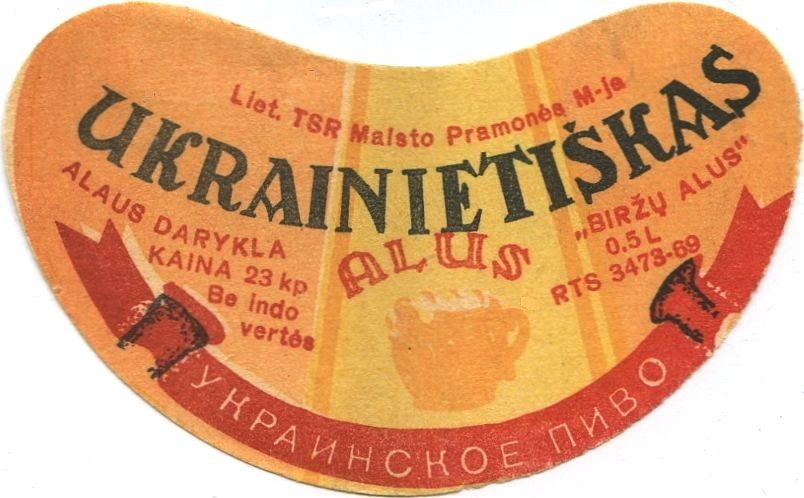 Liet. TSR Maisto Pramonės M-ja
UKRAINIETIŠKAS
ALUS
ALAUS DARYKLA
KAINA 23 kp
Be indo
vertės
„BIRŽŲ ALUS"
0.5 L
RTS 3473-69
УКРАИНСКОЕ ПИВО